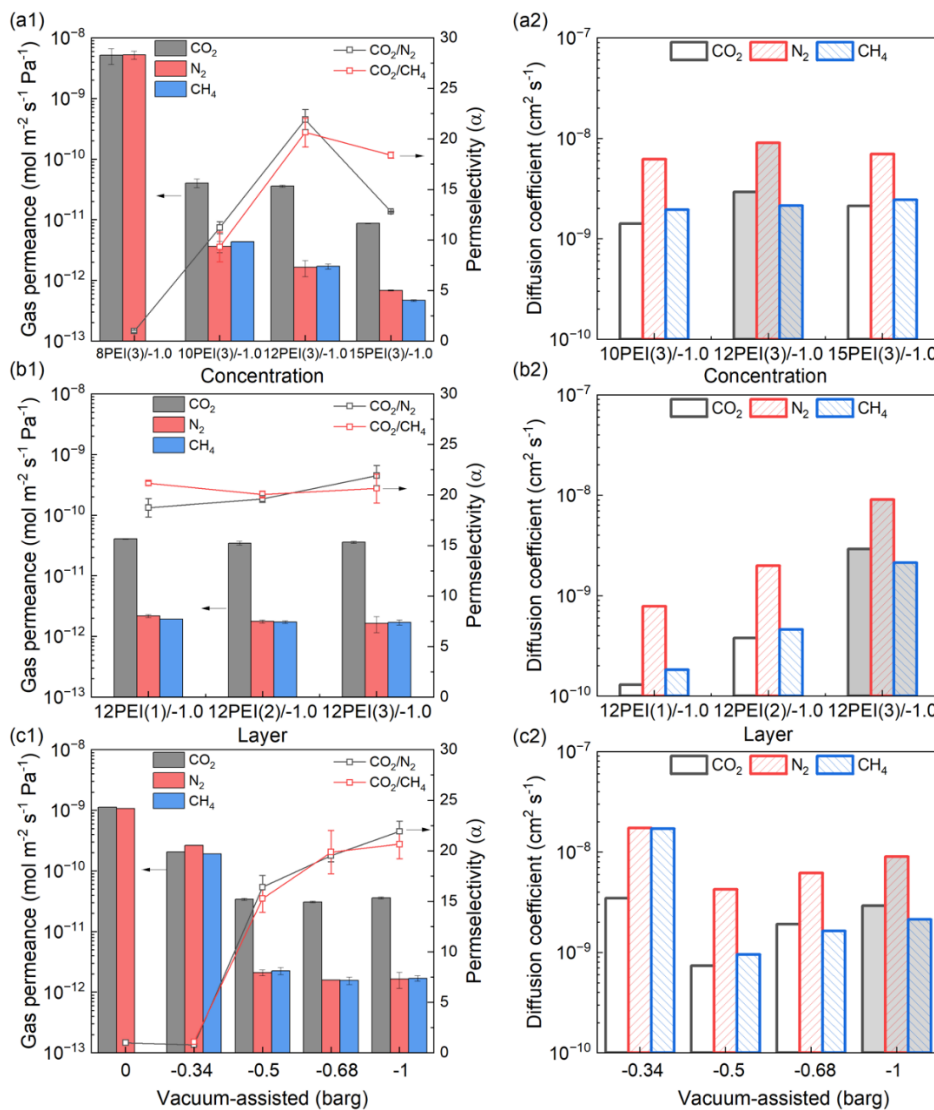 (a1)
Gas permeance (mol m⁻² s⁻¹ Pa⁻¹)
10⁻⁸
10⁻⁹
10⁻¹⁰
10⁻¹¹
10⁻¹²
10⁻¹³
CO₂
N₂
CH₄
CO₂/N₂
CO₂/CH₄
30
25
20
15
10
5
0
Permselectivity (α)
8PEI(3)/-1.0 10PEI(3)/-1.0 12PEI(3)/-1.0 15PEI(3)/-1.0
Concentration
(a2)
Diffusion coefficient (cm² s⁻¹)
10⁻⁷
10⁻⁸
10⁻⁹
10⁻¹⁰
CO₂ N₂ CH₄
10PEI(3)/-1.0 12PEI(3)/-1.0 15PEI(3)/-1.0
Concentration
(b1)
Gas permeance (mol m⁻² s⁻¹ Pa⁻¹)
10⁻⁸
10⁻⁹
10⁻¹⁰
10⁻¹¹
10⁻¹²
10⁻¹³
CO₂
N₂
CH₄
CO₂/N₂
CO₂/CH₄
30
25
20
15
10
5
0
Permselectivity (α)
12PEI(1)/-1.0 12PEI(2)/-1.0 12PEI(3)/-1.0
Layer
(b2)
Diffusion coefficient (cm² s⁻¹)
10⁻⁷
10⁻⁸
10⁻⁹
10⁻¹⁰
CO₂ N₂ CH₄
12PEI(1)/-1.0 12PEI(2)/-1.0 12PEI(3)/-1.0
Layer
(c1)
Gas permeance (mol m⁻² s⁻¹ Pa⁻¹)
10⁻⁸
10⁻⁹
10⁻¹⁰
10⁻¹¹
10⁻¹²
10⁻¹³
CO₂
N₂
CH₄
CO₂/N₂
CO₂/CH₄
30
25
20
15
10
5
0
Permselectivity (α)
0 -0.34 -0.5 -0.68 -1
Vacuum-assisted (barg)
(c2)
Diffusion coefficient (cm² s⁻¹)
10⁻⁷
10⁻⁸
10⁻⁹
10⁻¹⁰
CO₂ N₂ CH₄
-0.34 -0.5 -0.68 -1
Vacuum-assisted (barg)